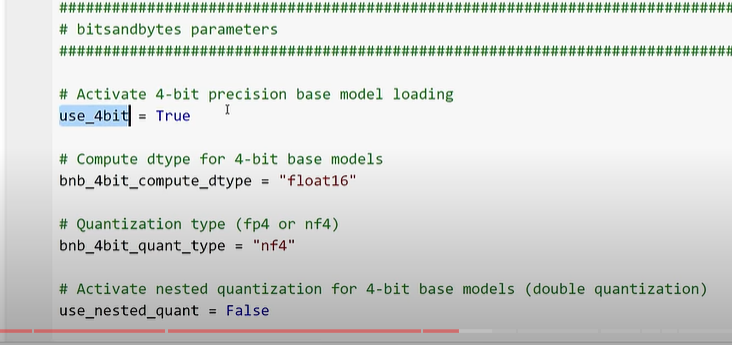 ################################################################################
# bitsandbytes parameters
################################################################################
# Activate 4-bit precision base model loading
use_4bit = True
# Compute dtype for 4-bit base models
bnb_4bit_compute_dtype = "float16"
# Quantization type (fp4 or nf4)
bnb_4bit_quant_type = "nf4"
# Activate nested quantization for 4-bit base models (double quantization)
use_nested_quant = False